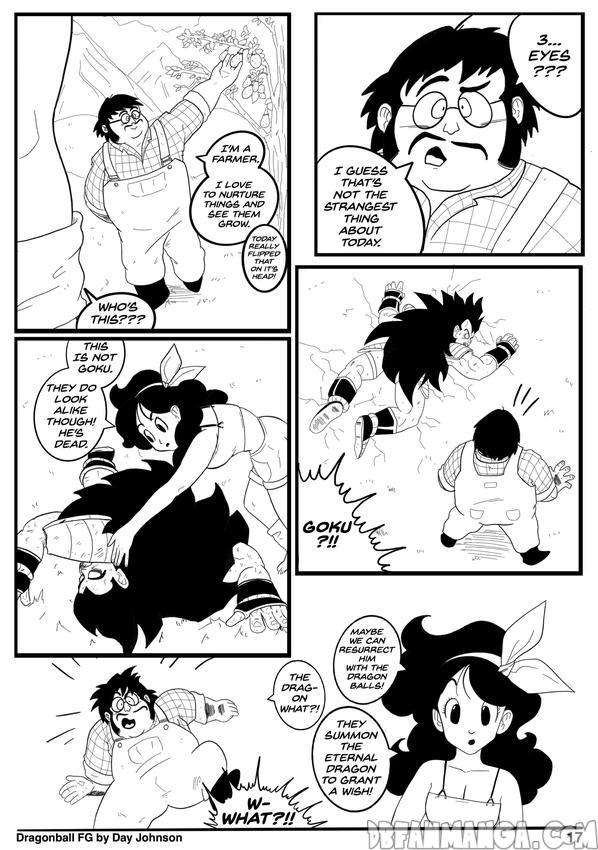 I'M A
FARMER.
I LOVE
TO NURTURE
THINGS AND
SEE THEM
GROW.
TODAY
REALLY
FLIPPED
THAT
ON IT'S
HEAD!
WHO'S
THIS???
3...
EYES
???
I GUESS
THAT'S
NOT THE
STRANGEST
THING
ABOUT
TODAY.
GOKU
?!!
THIS
IS NOT
GOKU.
THEY DO
LOOK
ALIKE
THOUGH!
HE'S
DEAD.
MAYBE
WE CAN
RESURRECT
HIM
WITH THE
DRAGON
BALLS!
THE
DRAG-
ON
WHAT?!
THEY
SUMMON
THE
ETERNAL
DRAGON
TO GRANT
A WISH!
W-
WHAT?!!
Dragonball FG by Day Johnson
17
DBFANMANGA.COM